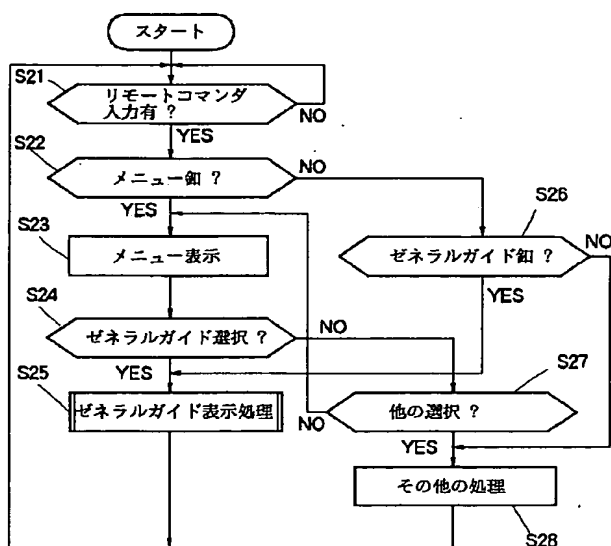 スタート
S21
リモートコマンダ
入力有 ?
NO
YES
S22
メニュー釦 ?
NO
YES
S26
S23
メニュー表示
ゼネラルガイド釦 ?
NO
YES
S24
ゼネラルガイド選択 ?
NO
YES
S25
ゼネラルガイド表示処理
S27
他の選択 ?
NO
YES
その他の処理
S28